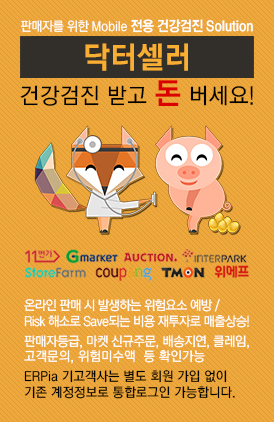 판매자를 위한 Mobile 전용 건강검진 Solution
닥터셀러
건강검진 받고 돈 버세요!
11번가 Gmarket AUCTION. INTERPARK
StoreFarm coupang TMON 위메프
온라인 판매 시 발생하는 위험요소 예방 /
Risk 해소로 Save되는 비용 재투자로 매출상승!
판매자등급, 마켓 신규주문, 배송지연, 클레임,
고객문의, 위험미수액 등 확인가능
ERPia 기고객사는 별도 회원 가입 없이
기존 계정정보로 통합로그인 가능합니다.